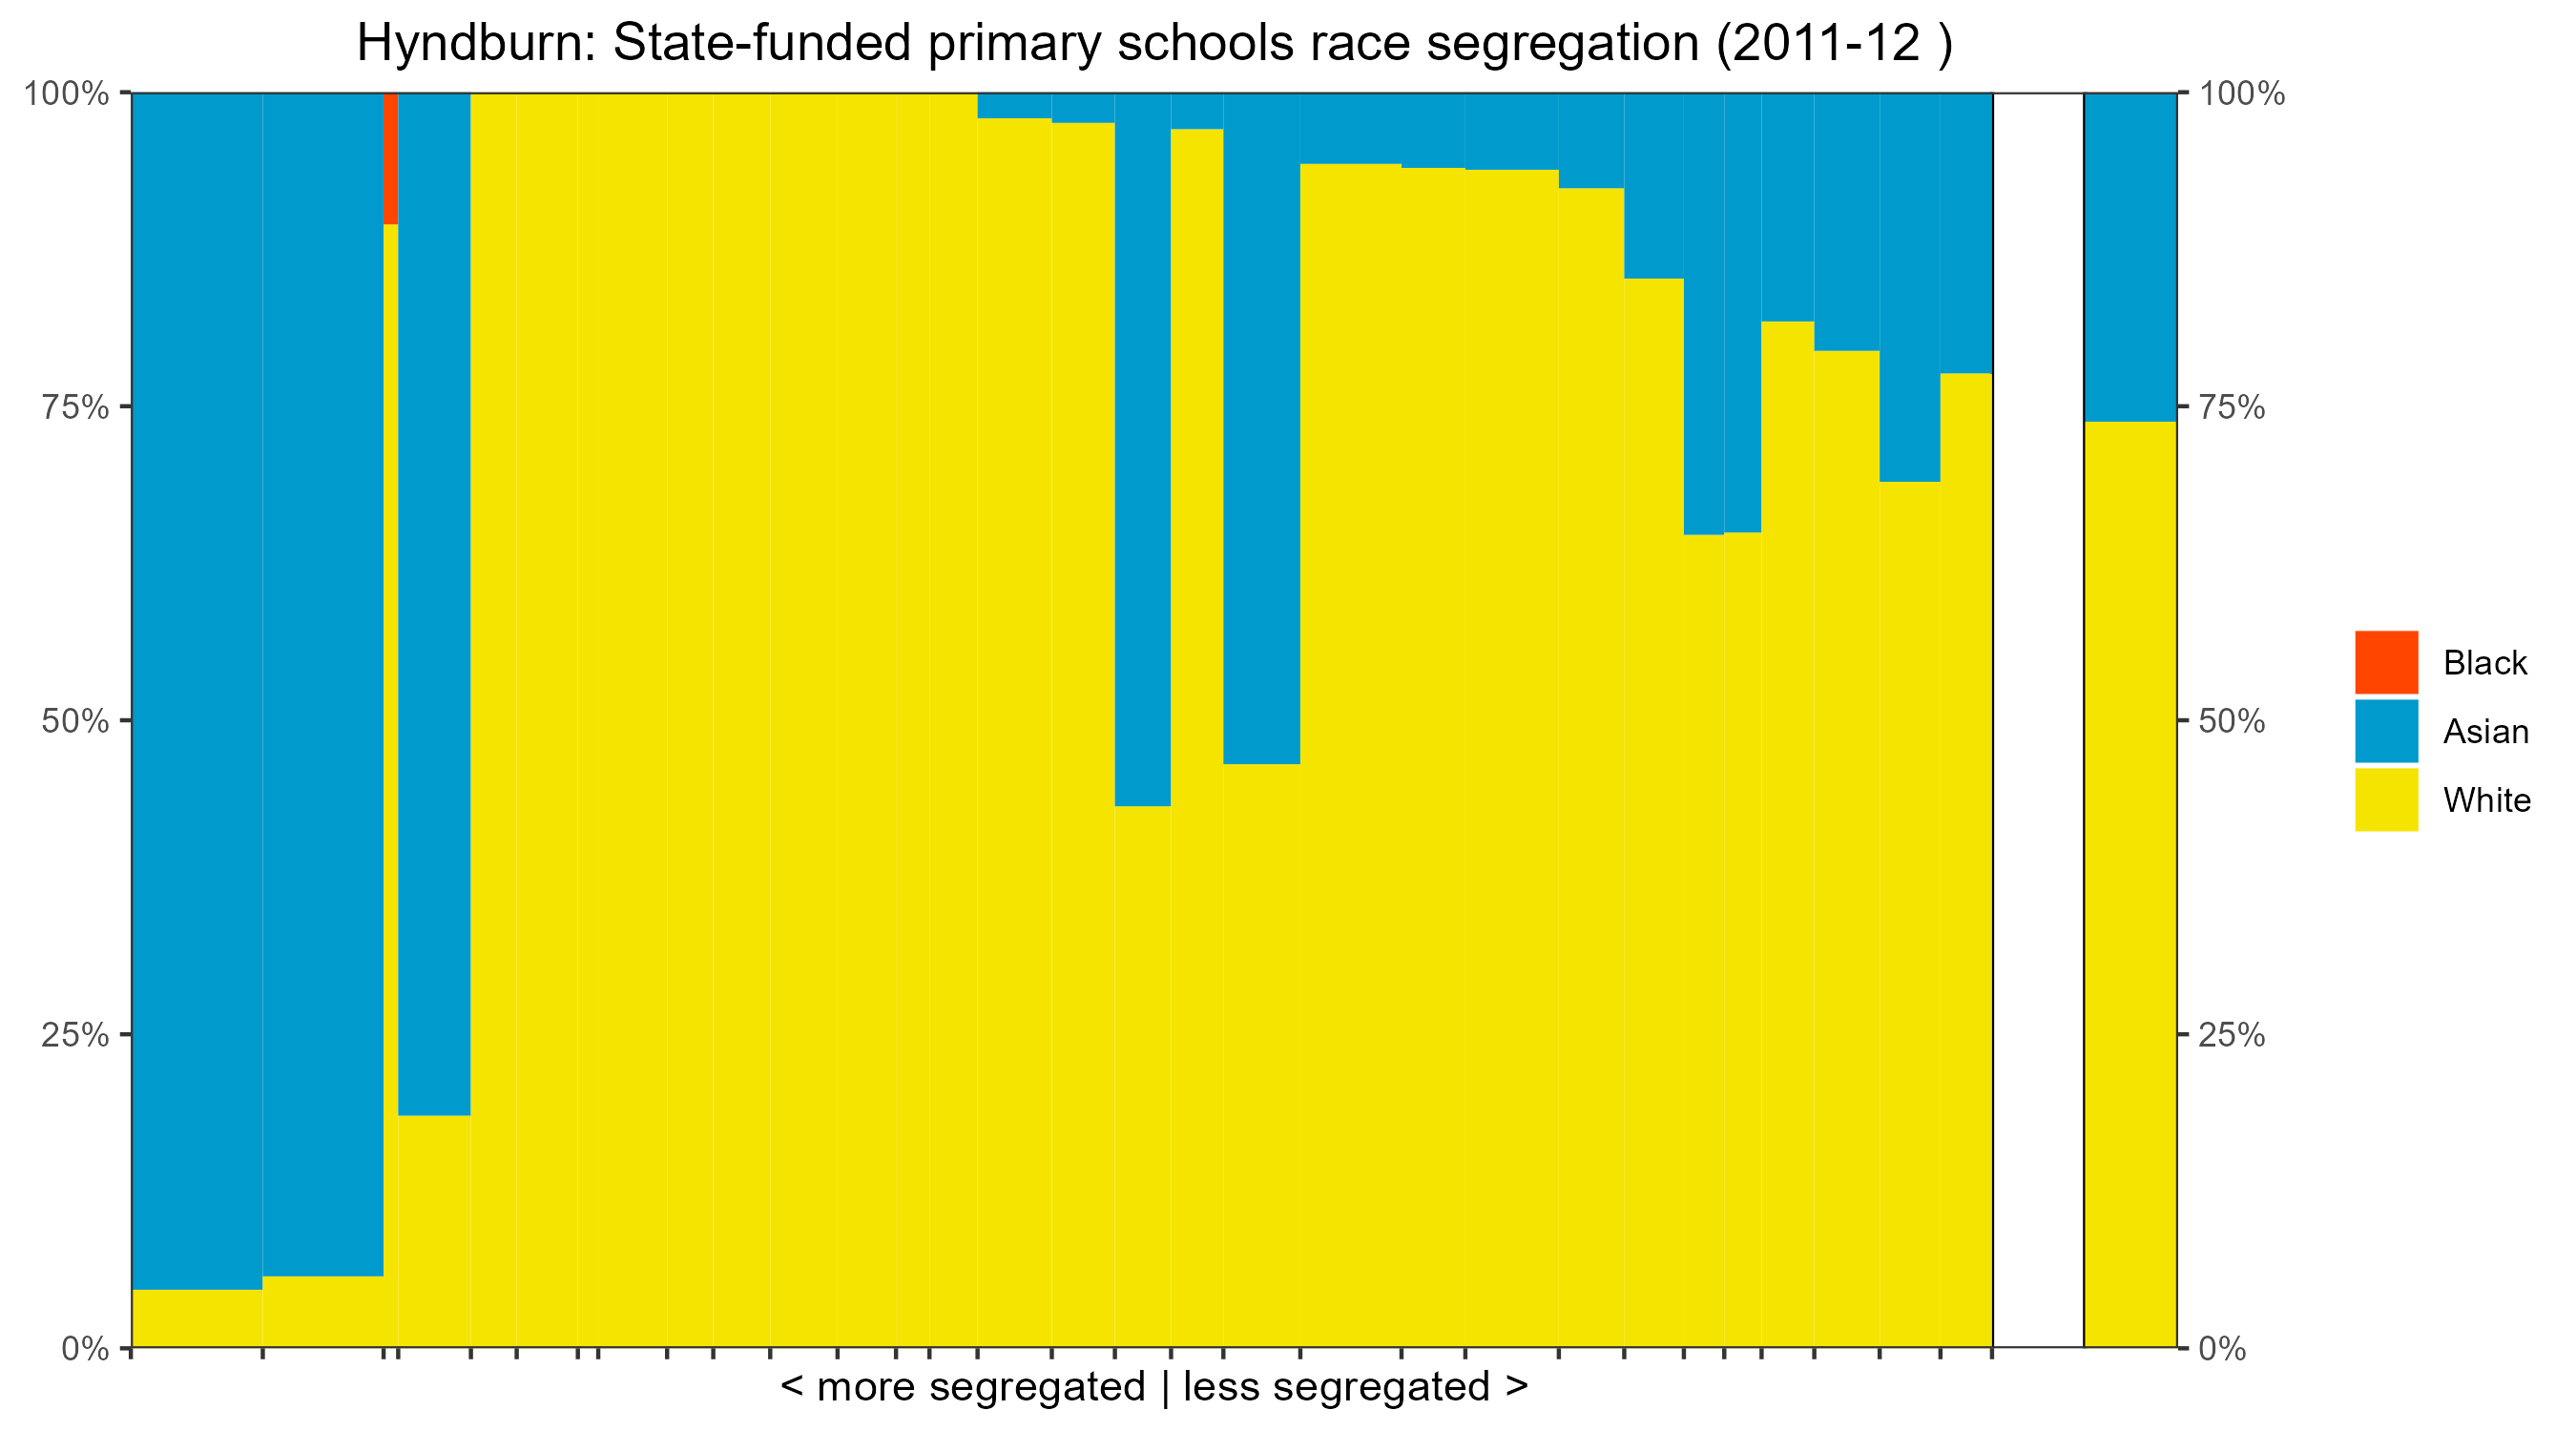 Hyndburn: State-funded primary schools race segregation (2011-12 )
100%
75%
50%
25%
0%
100%
75%
50%
25%
0%
< more segregated | less segregated >
Black
Asian
White